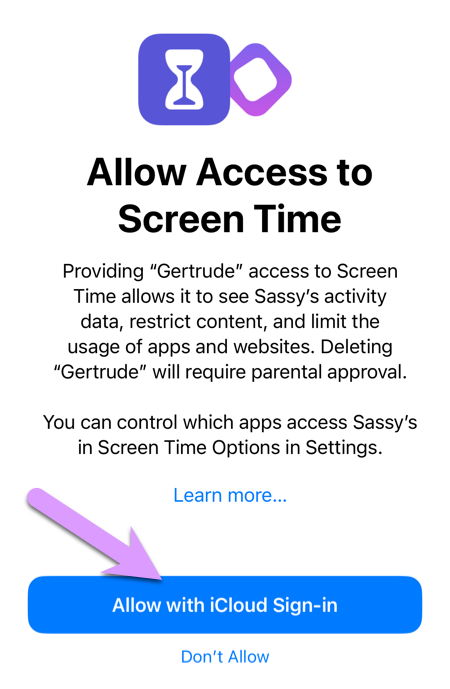 Allow Access to
Screen Time
Providing “Gertrude” access to Screen
Time allows it to see Sassy’s activity
data, restrict content, and limit the
usage of apps and websites. Deleting
“Gertrude” will require parental approval.
You can control which apps access Sassy’s
in Screen Time Options in Settings.
Learn more...
Allow with iCloud Sign-in
Don’t Allow